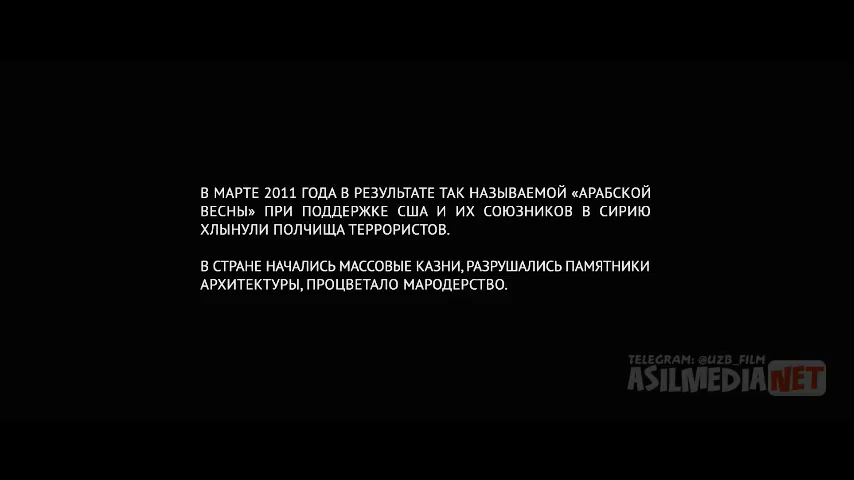 В МАРТЕ 2011 ГОДА В РЕЗУЛЬТАТЕ ТАК НАЗЫВАЕМОЙ «АРАБСКОЙ
ВЕСНЫ» ПРИ ПОДДЕРЖКЕ США И ИХ СОЮЗНИКОВ В СИРИЮ
ХЛЫНУЛИ ПОЛЧИЩА ТЕРРОРИСТОВ.
В СТРАНЕ НАЧАЛИСЬ МАССОВЫЕ КАЗНИ, РАЗРУШАЛИСЬ ПАМЯТНИКИ
АРХИТЕКТУРЫ, ПРОЦВЕТАЛО МАРОДЕРСТВО.
TELEGRAM: @UZB_FILM
ASILMEDIA NET